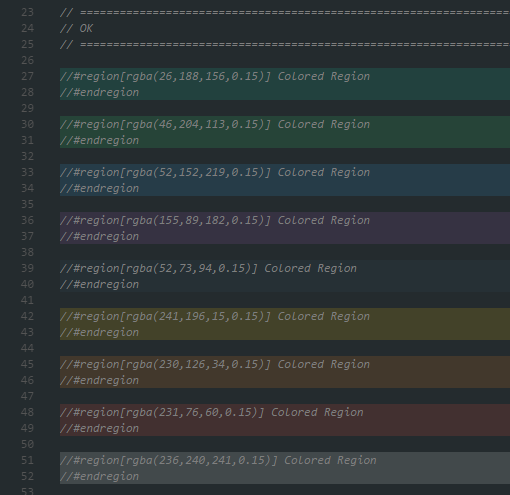 23 // =================================================================
24 // OK
25 // =================================================================
26
27 //#region[rgba(26,188,156,0.15)] Colored Region
28 //#endregion
29
30 //#region[rgba(46,204,113,0.15)] Colored Region
31 //#endregion
32
33 //#region[rgba(52,152,219,0.15)] Colored Region
34 //#endregion
35
36 //#region[rgba(155,89,182,0.15)] Colored Region
37 //#endregion
38
39 //#region[rgba(52,73,94,0.15)] Colored Region
40 //#endregion
41
42 //#region[rgba(241,196,15,0.15)] Colored Region
43 //#endregion
44
45 //#region[rgba(230,126,34,0.15)] Colored Region
46 //#endregion
47
48 //#region[rgba(231,76,60,0.15)] Colored Region
49 //#endregion
50
51 //#region[rgba(236,240,241,0.15)] Colored Region
52 //#endregion
53